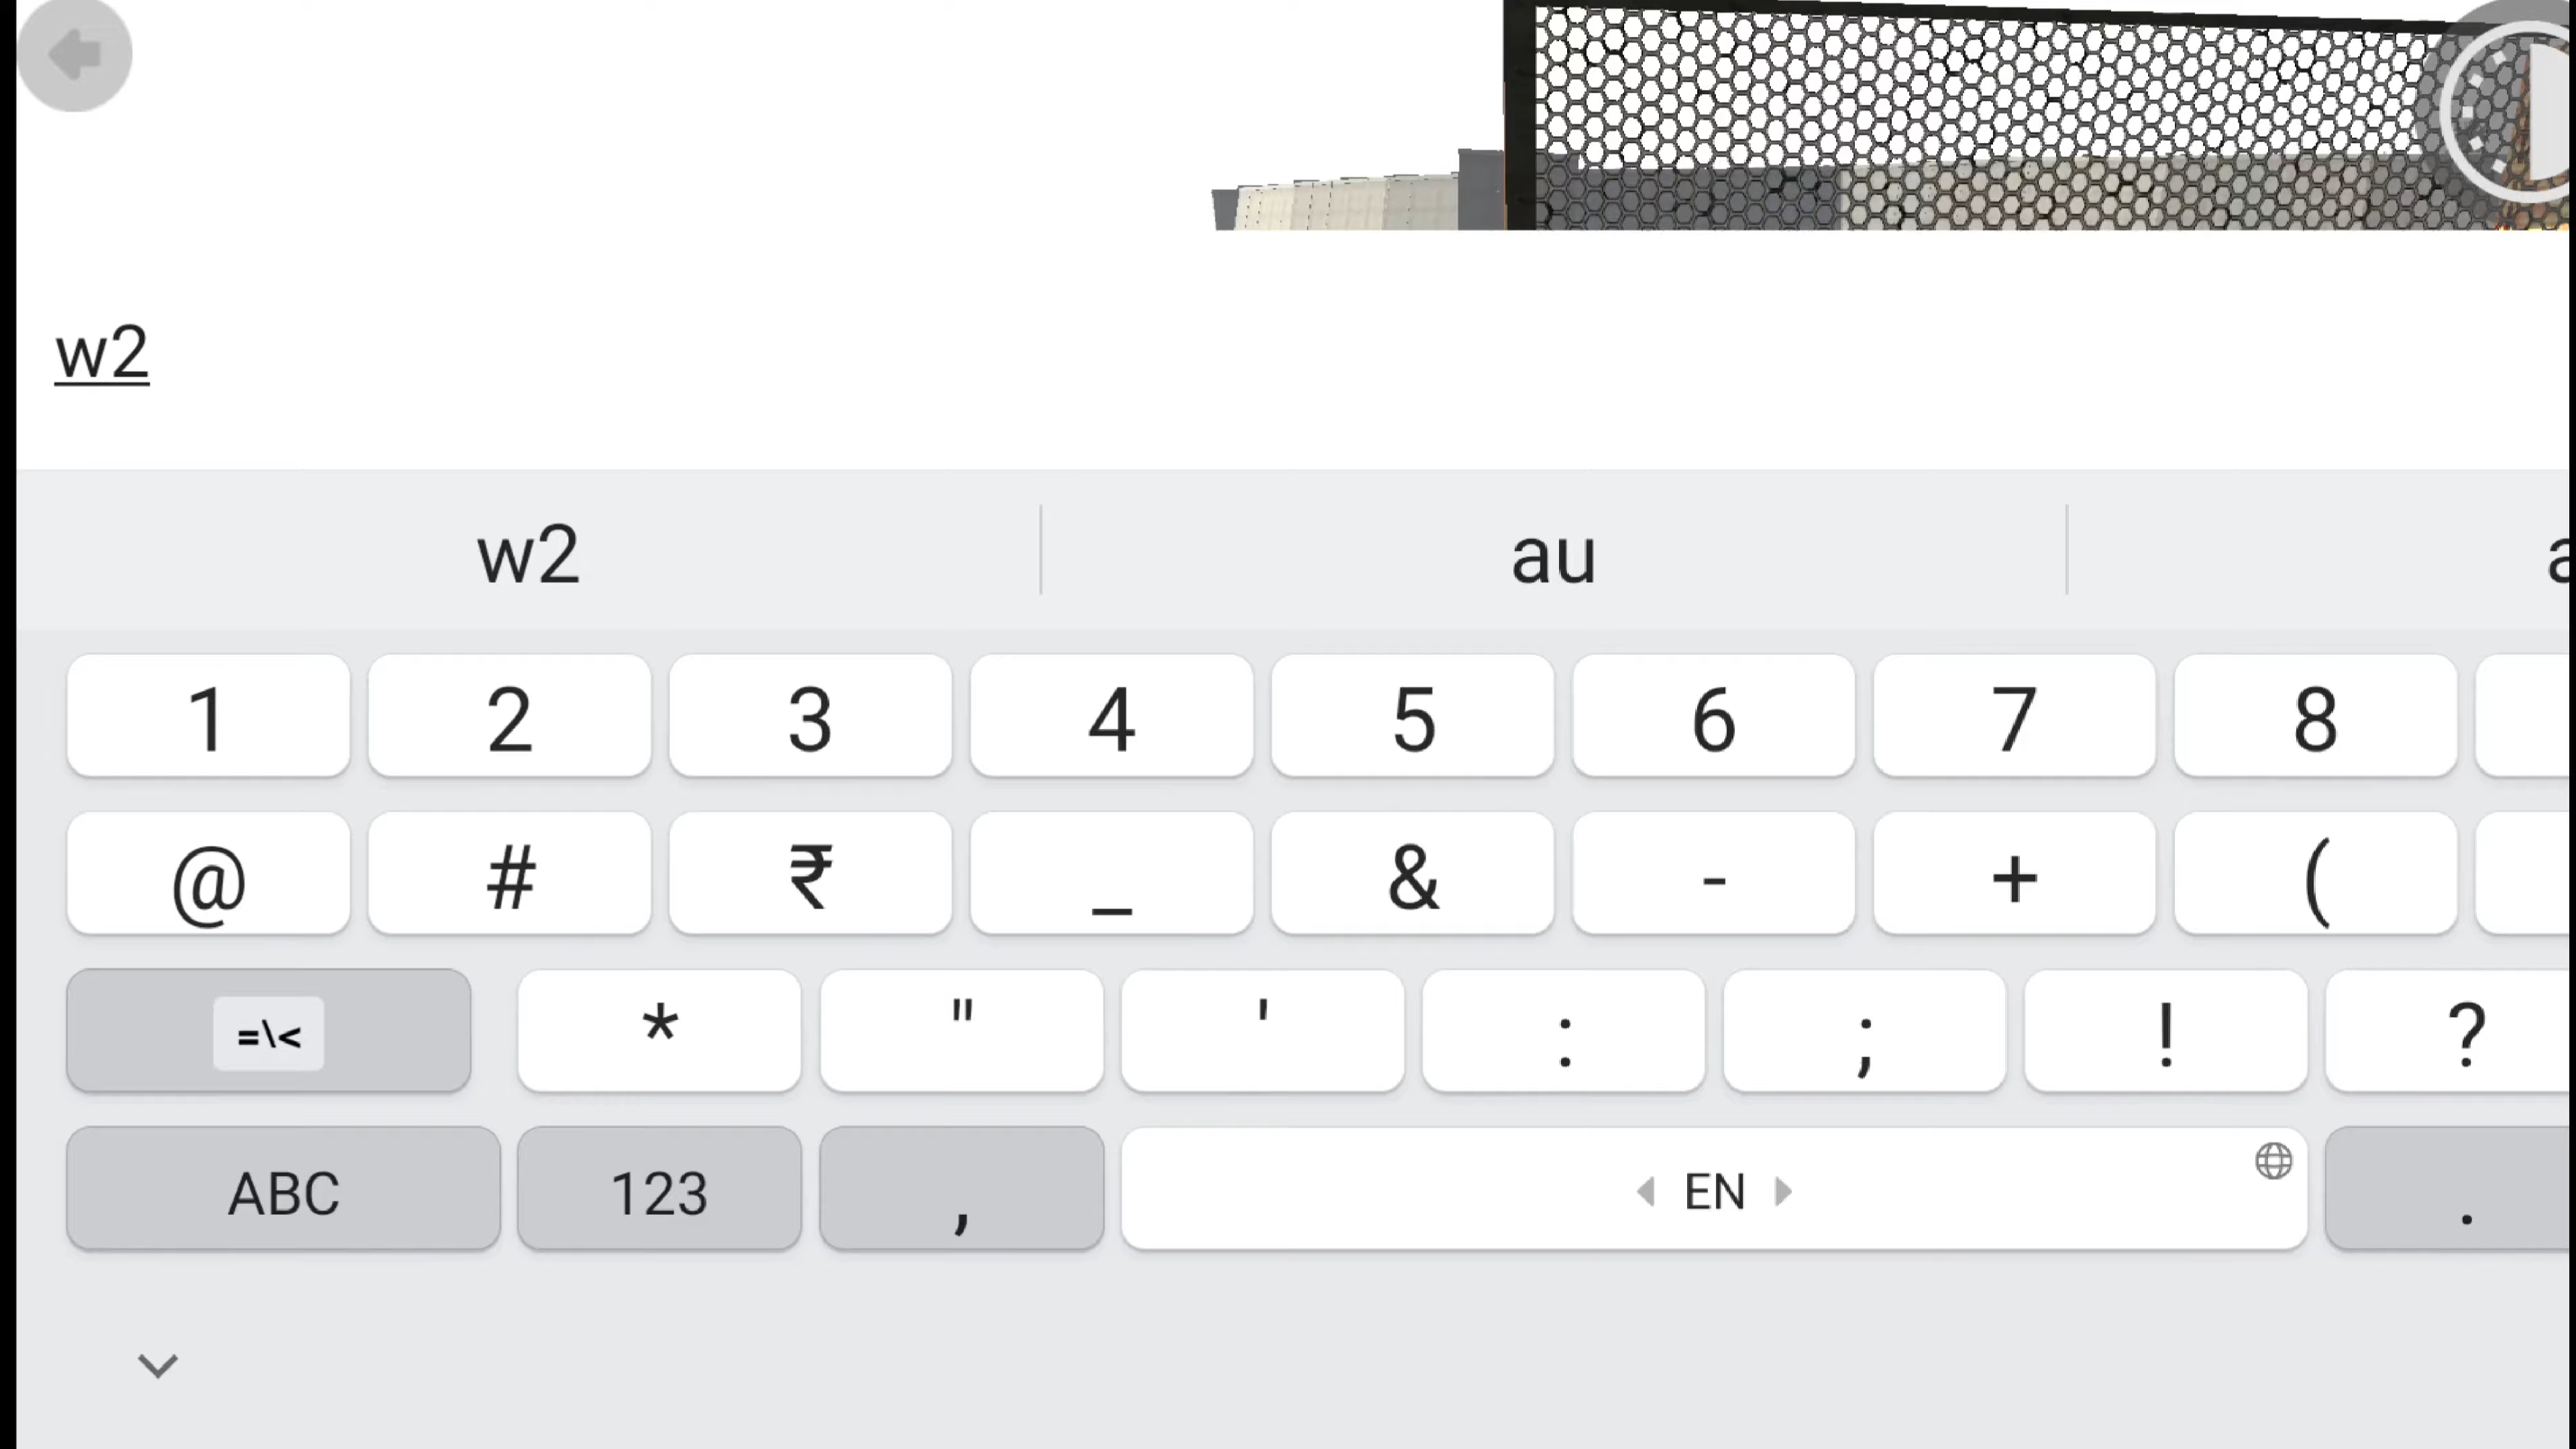 w2
w2 au a
1 2 3 4 5 6 7 8
@ # ₹ _ & - + (
=\< * " ' : ; ! ?
ABC 123 , EN .